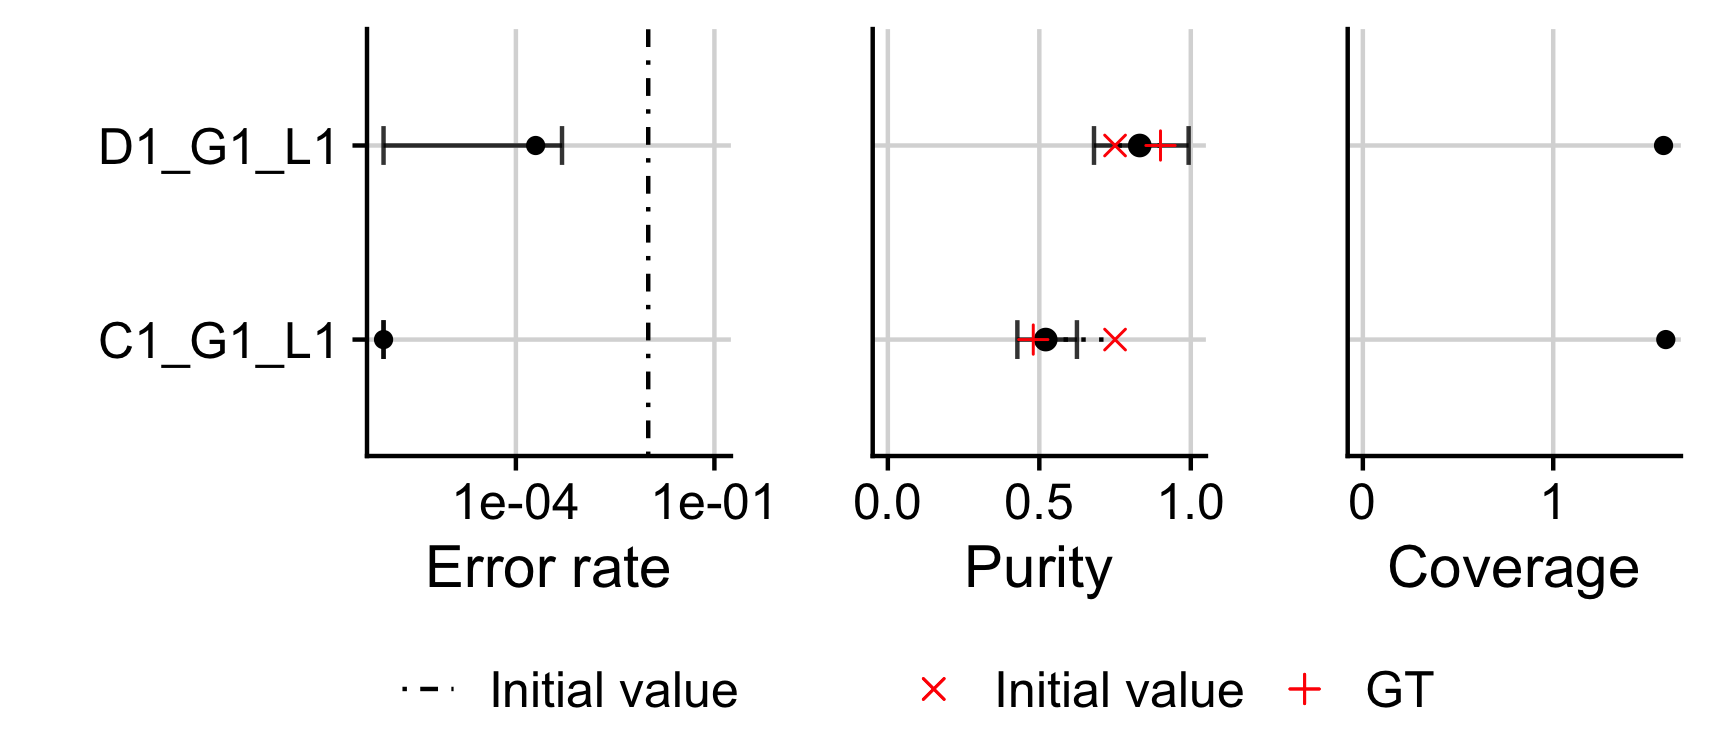 D1_G1_L1
C1_G1_L1
1e-04 1e-01 0.0 0.5 1.0 0 1
Error rate Purity Coverage
Initial value Initial value GT